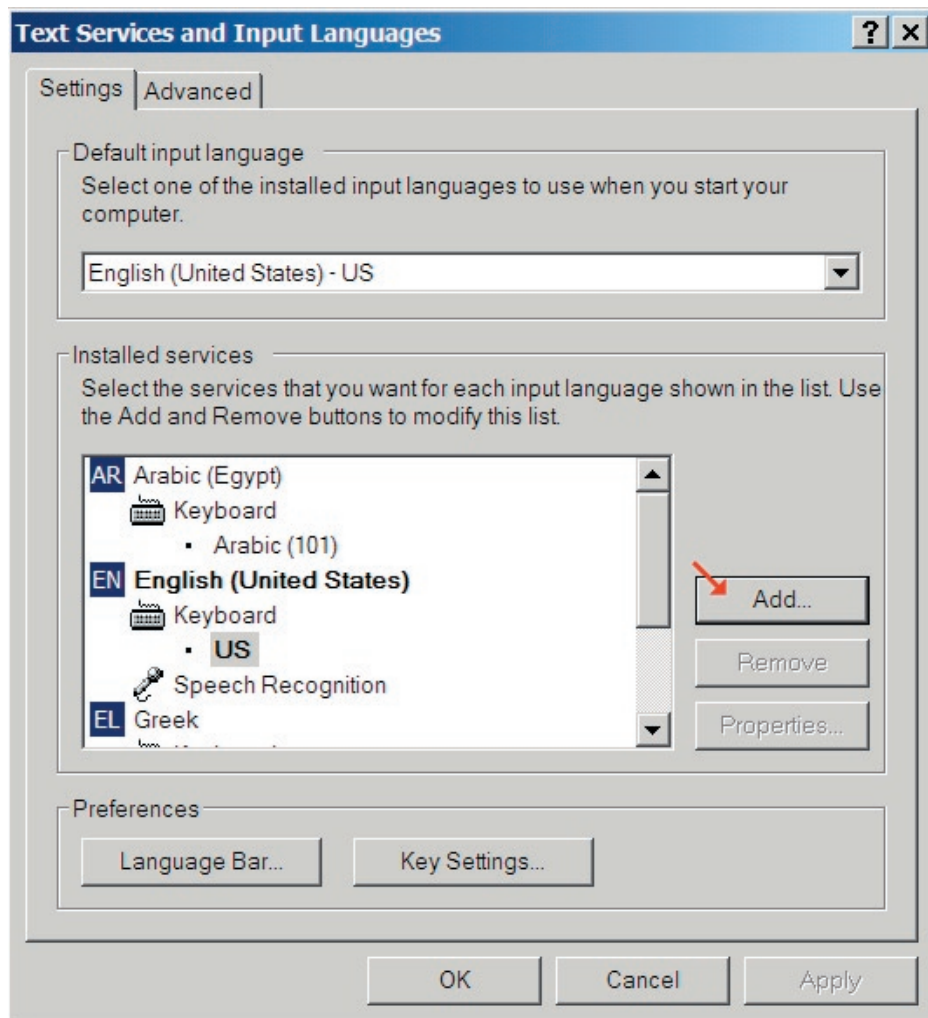 Text Services and Input Languages
Settings
Advanced
Default input language
Select one of the installed input languages to use when you start your
computer.
English (United States) - US
Installed services
Select the services that you want for each input language shown in the list. Use
the Add and Remove buttons to modify this list.
AR Arabic (Egypt)
Keyboard
Arabic (101)
EN English (United States)
Keyboard
US
Speech Recognition
EL Greek
Add...
Remove
Properties...
Preferences
Language Bar...
Key Settings...
OK
Cancel
Apply